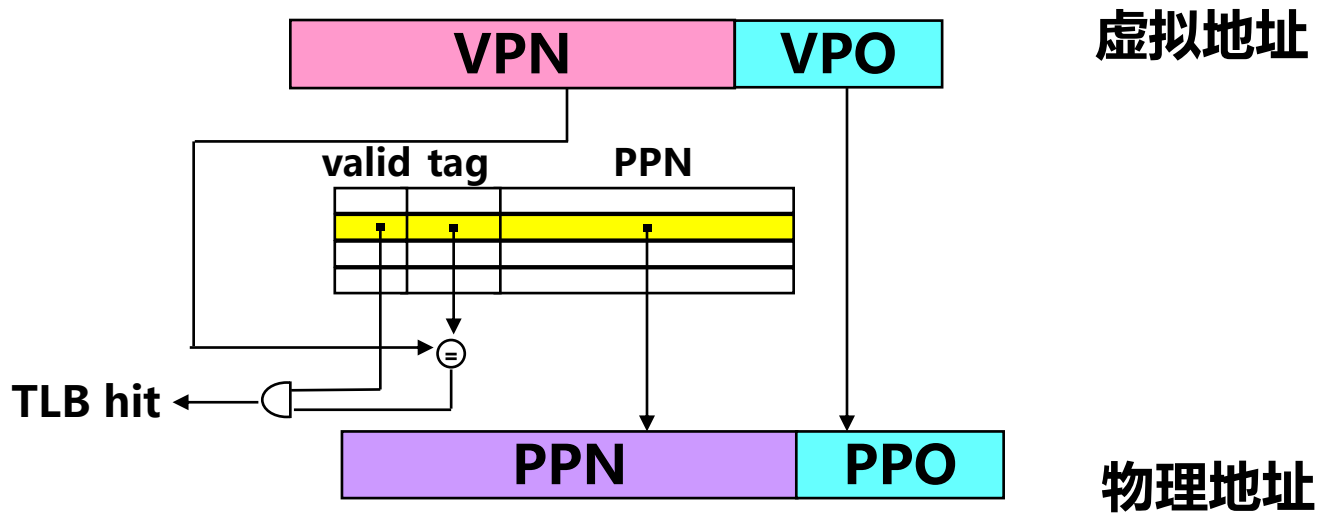 VPN VPO 虚拟地址
valid tag PPN
=
TLB hit
PPN PPO 物理地址